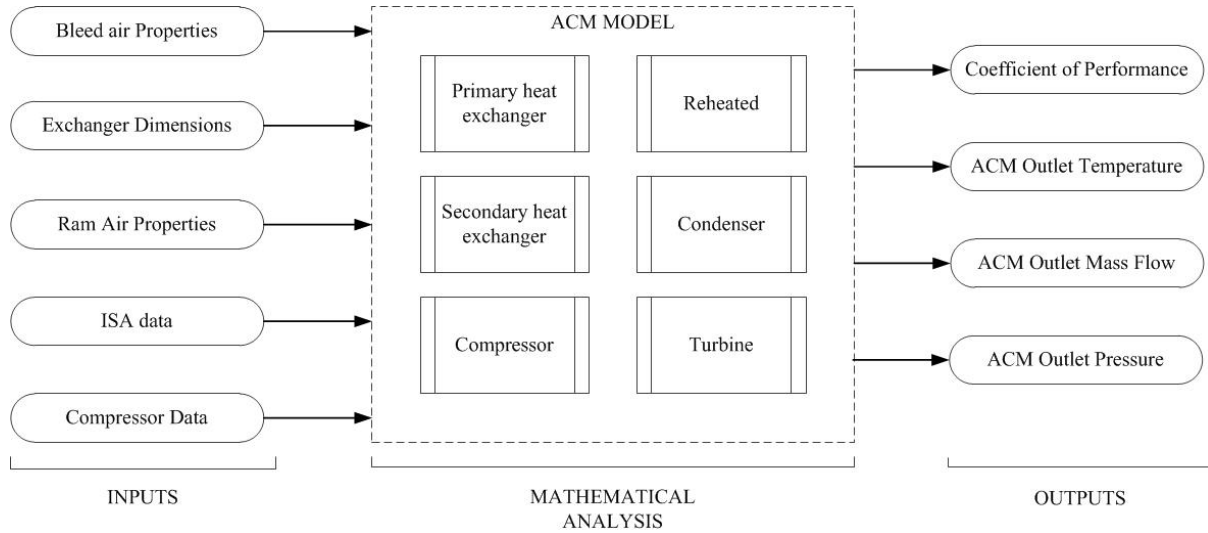 Bleed air Properties
Exchanger Dimensions
Ram Air Properties
ISA data
Compressor Data
INPUTS
ACM MODEL
Primary heat
exchanger
Reheated
Secondary heat
exchanger
Condenser
Compressor
Turbine
MATHEMATICAL
ANALYSIS
Coefficient of Performance
ACM Outlet Temperature
ACM Outlet Mass Flow
ACM Outlet Pressure
OUTPUTS